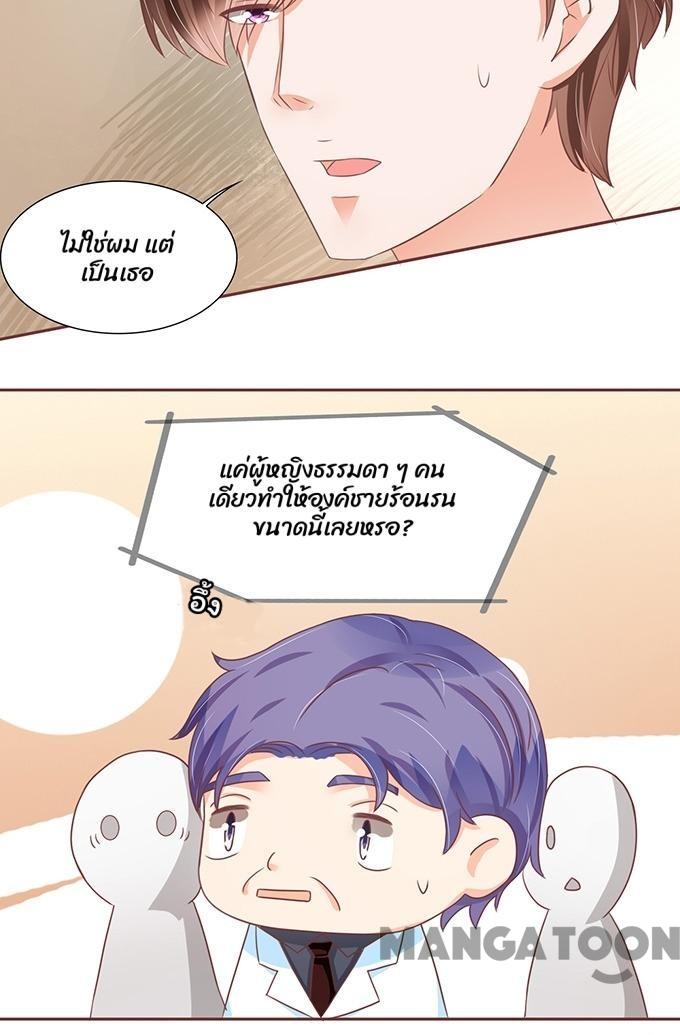 ไม่ใช่ผม แต่
เป็นเธอ
แค่ผู้หญิงธรรมดา ๆ คน
เดียวทำให้องค์ชายร้อนรน
ขนาดนี้เลยหรอ?
อึ้ง
MANGATOON